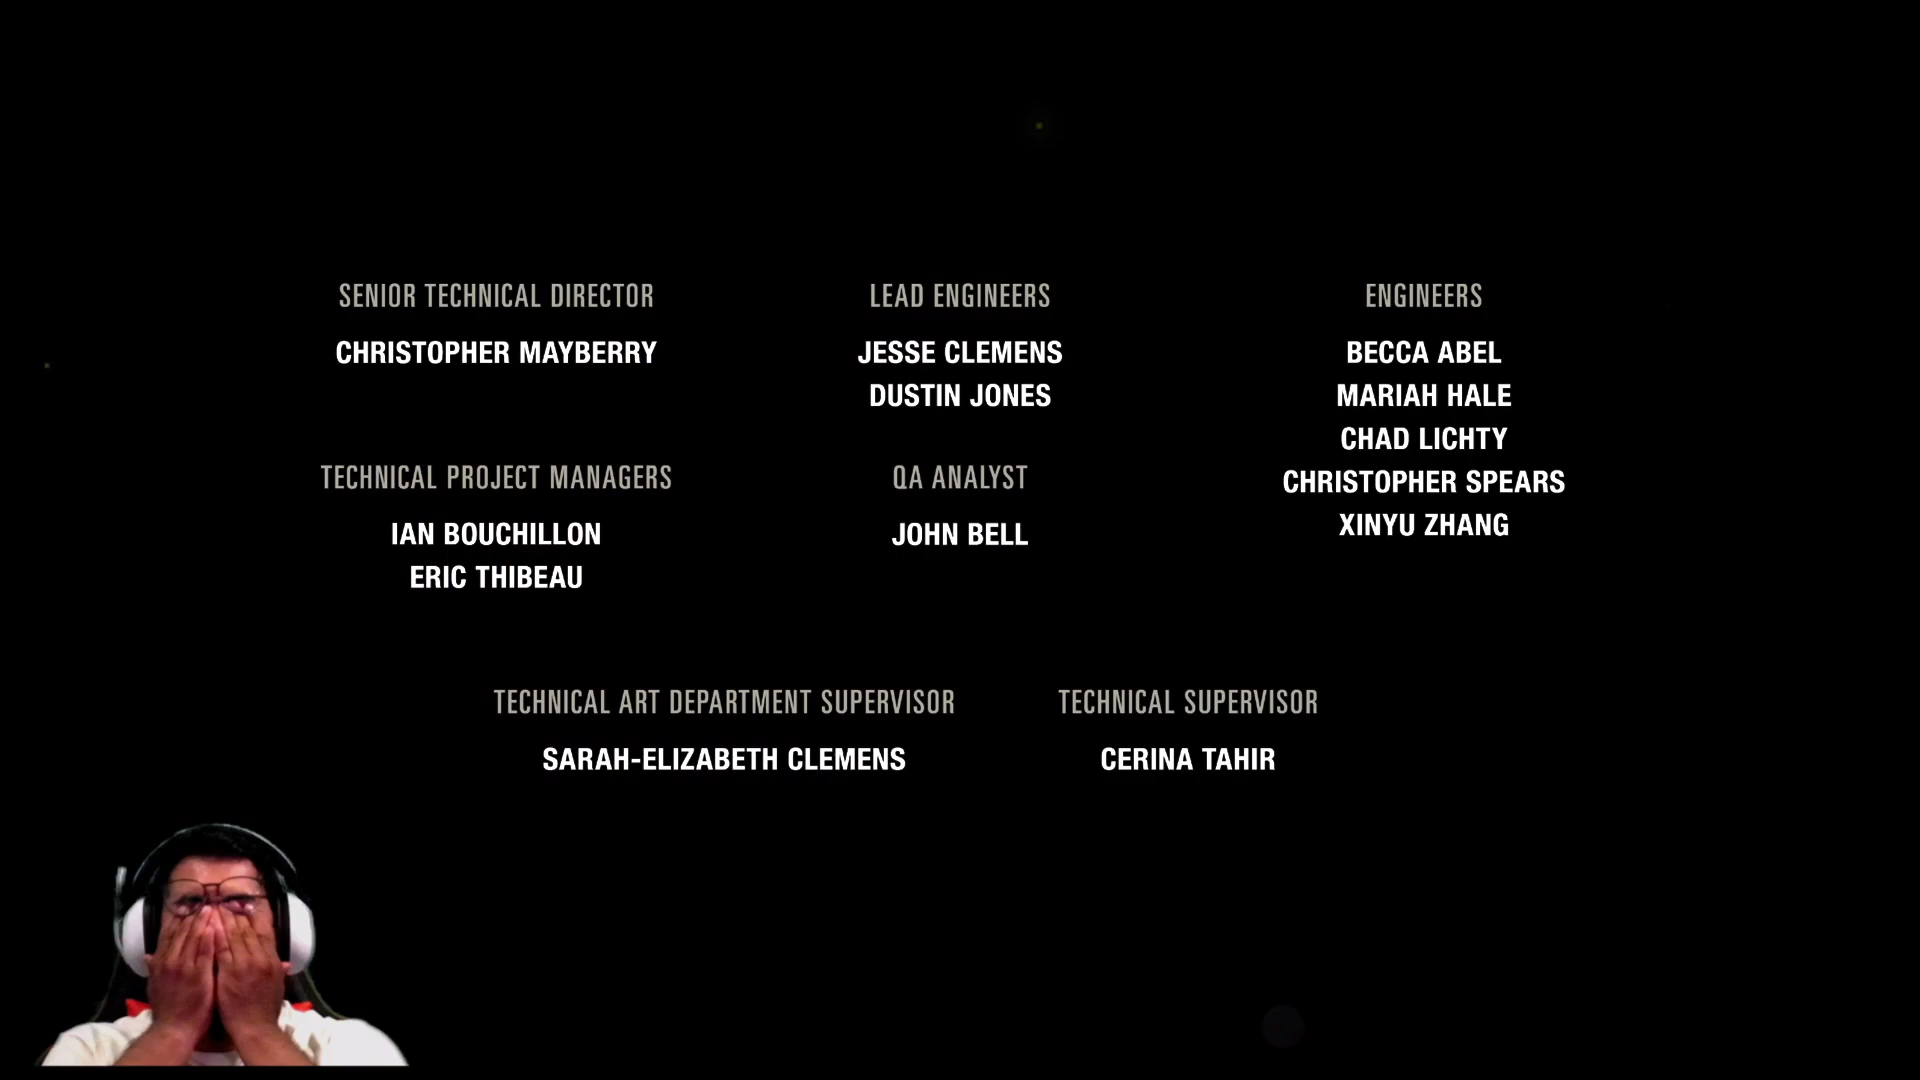 SENIOR TECHNICAL DIRECTOR
CHRISTOPHER MAYBERRY
LEAD ENGINEERS
JESSE CLEMENS
DUSTIN JONES
ENGINEERS
BECCA ABEL
MARIAH HALE
CHAD LICHTY
CHRISTOPHER SPEARS
XINYU ZHANG
TECHNICAL PROJECT MANAGERS
IAN BOUCHILLON
ERIC THIBEAU
QA ANALYST
JOHN BELL
TECHNICAL ART DEPARTMENT SUPERVISOR
SARAH-ELIZABETH CLEMENS
TECHNICAL SUPERVISOR
CERINA TAHIR